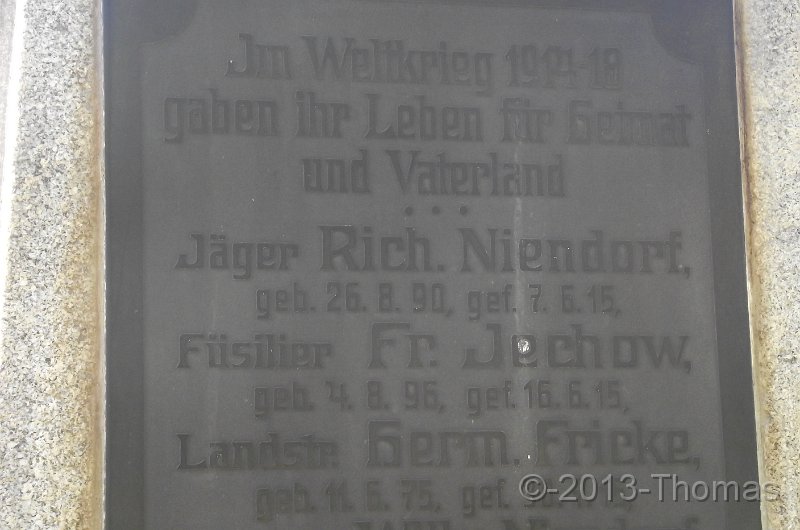 Im Weltkrieg 1914-18
gaben ihr Leben für Heimat
und Vaterland
Jäger Rich. Niendorf,
geb. 26. 8. 90, gef. 7. 6. 15,
Füsilier Fr. Jechow,
geb. 4. 8. 96, gef. 16. 6. 15,
Landstr. Herm. Fricke,
geb. 11. 6. 75, gef.
©-2013-Thomas